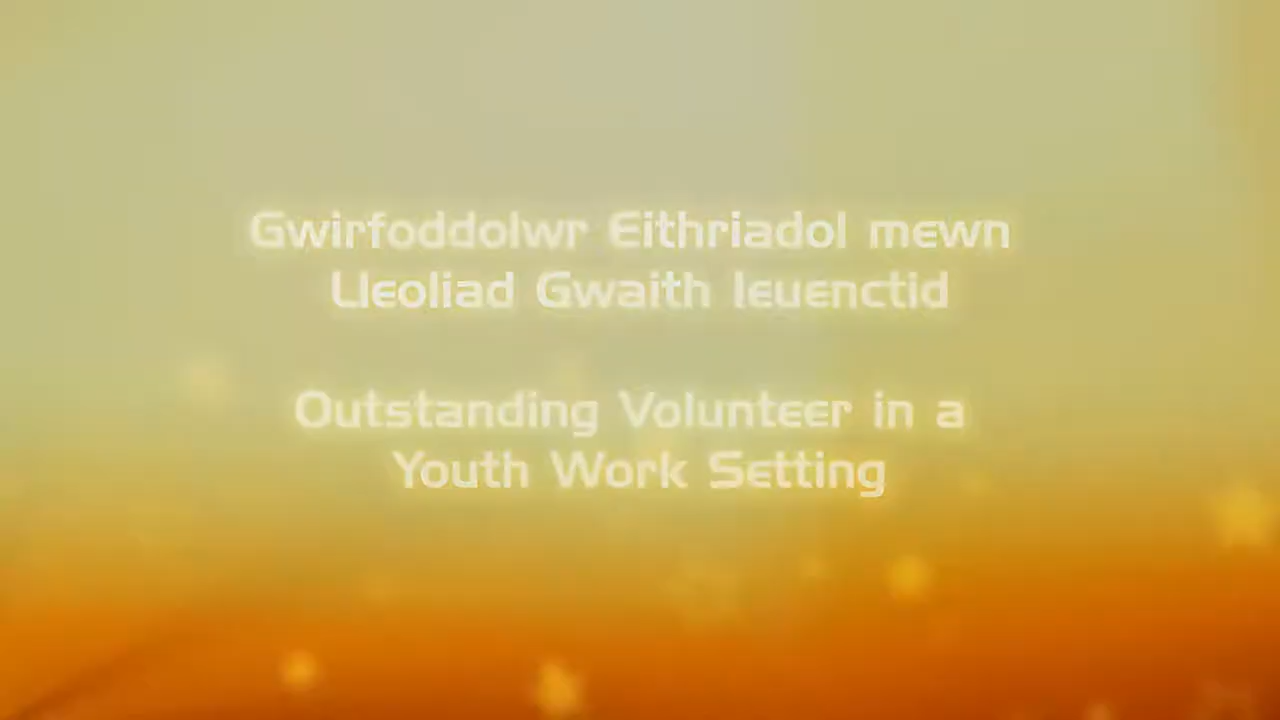 Gwirfoddolwr Eithriadol mewn
Lleoliad Gwaith Ieuenctid
Outstanding Volunteer in a
Youth Work Setting